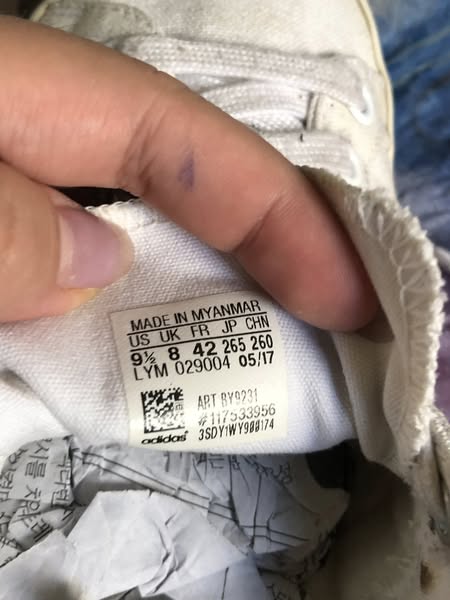 MADE IN MYANMAR
US UK FR JP CHN
9½ 8 42 265 260
LYM 029004 05/17
ART BY9231
#117533956
3SDY1WY900174
adidas